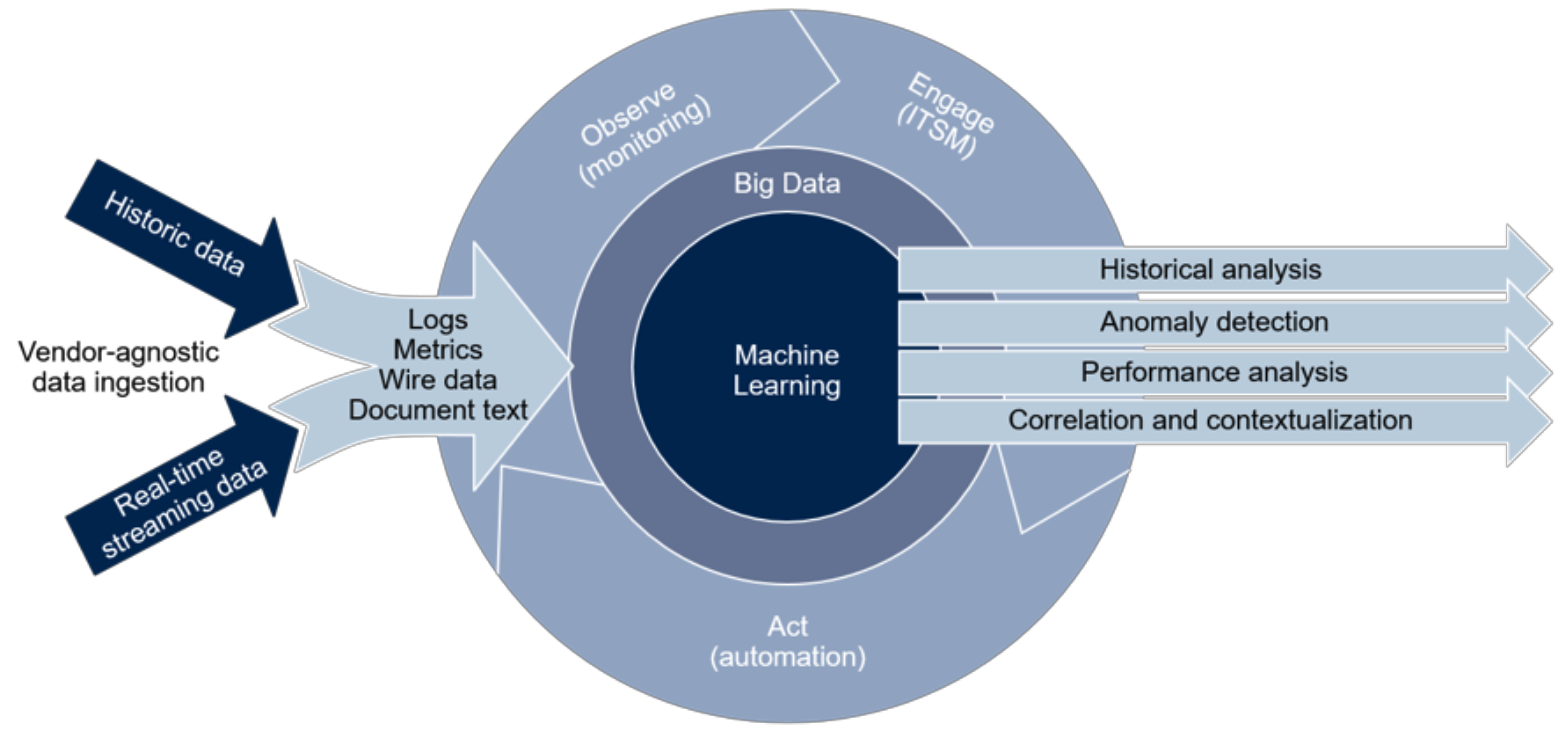 Historic data
Vendor-agnostic
data ingestion
Real-time
streaming data
Logs
Metrics
Wire data
Document text
Observe
(monitoring)
Engage
(ITSM)
Act
(automation)
Big Data
Machine
Learning
Historical analysis
Anomaly detection
Performance analysis
Correlation and contextualization